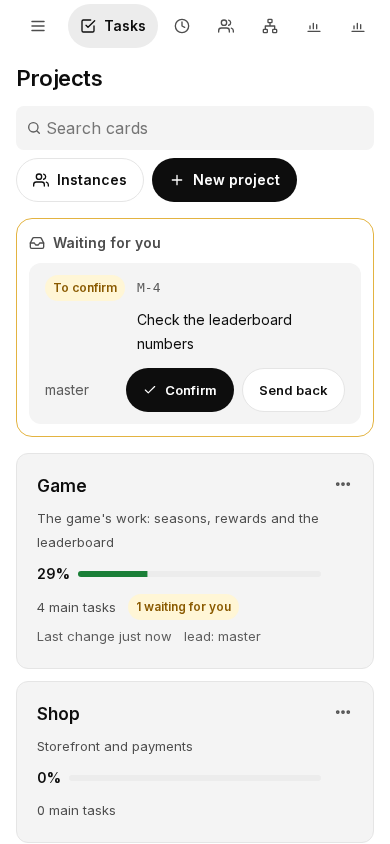 Tasks
Projects
Search cards
Instances
New project
Waiting for you
To confirm
M-4
Check the leaderboard
numbers
master
Confirm
Send back
Game
The game's work: seasons, rewards and the
leaderboard
29%
4 main tasks
1 waiting for you
Last change just now
lead: master
Shop
Storefront and payments
0%
0 main tasks